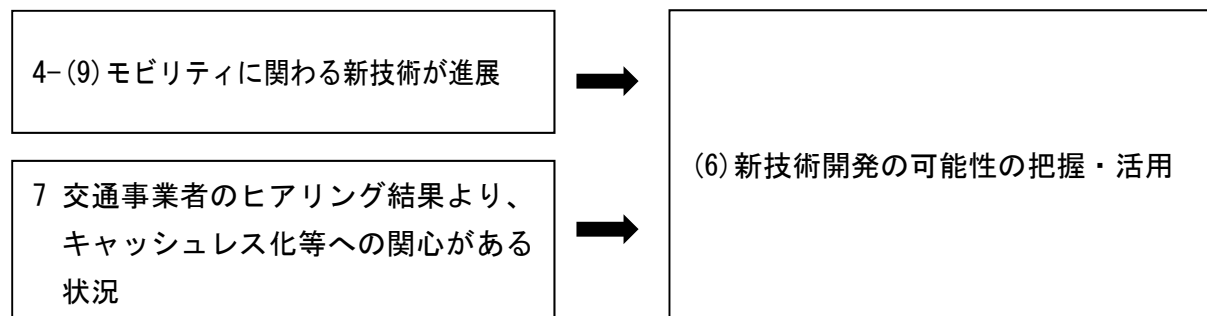 4-(9)モビリティに関わる新技術が進展
7 交通事業者のヒアリング結果より、
キャッシュレス化等への関心がある
状況
(6)新技術開発の可能性の把握・活用